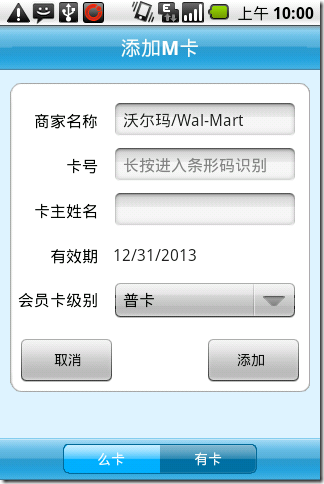 上午 10:00
添加M卡
商家名称 沃尔玛/Wal-Mart
卡号 长按进入条形码识别
卡主姓名
有效期 12/31/2013
会员卡级别 普卡
取消 添加
么卡 有卡